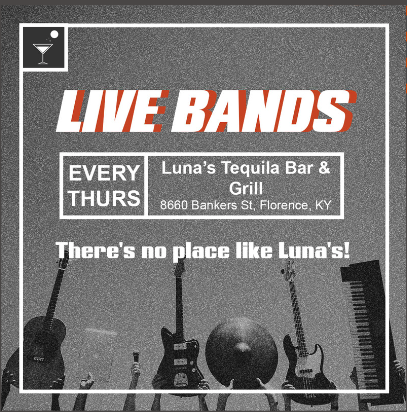 LIVE BANDS
EVERY
THURS
Luna's Tequila Bar &
Grill
8660 Bankers St, Florence, KY
There's no place like Luna's!